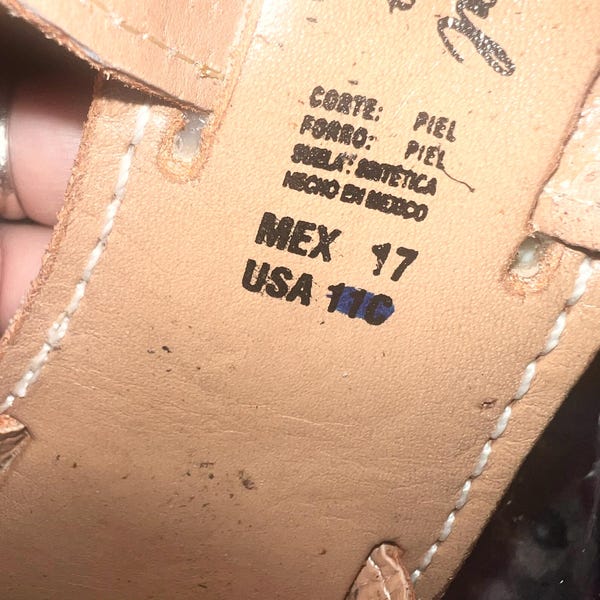 CORTE: PIEL
FORRO: PIEL
SUELA: SINTETICA
HECHO EN MEXICO
MEX 17
USA 11C